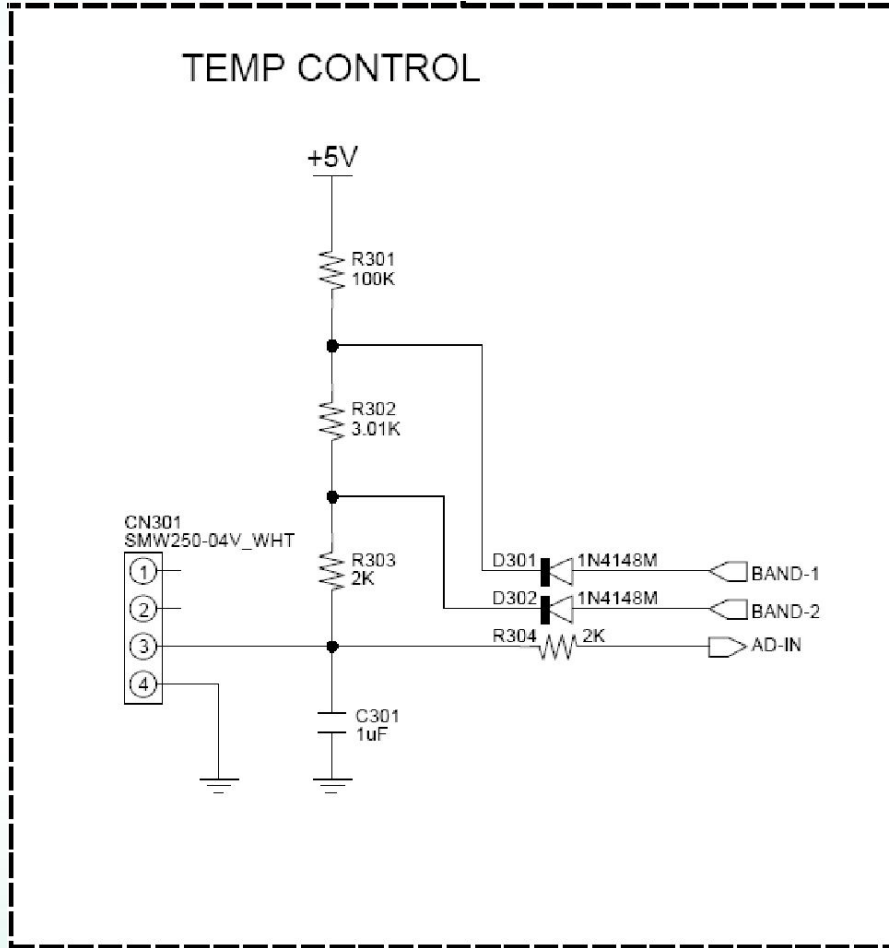 TEMP CONTROL
+5V
R301
100K
R302
3.01K
CN301
SMW250-04V_WHT
R303
2K
1
2
3
4
D301 1N4148M BAND-1
D302 1N4148M BAND-2
R304 2K AD-IN
C301
1uF